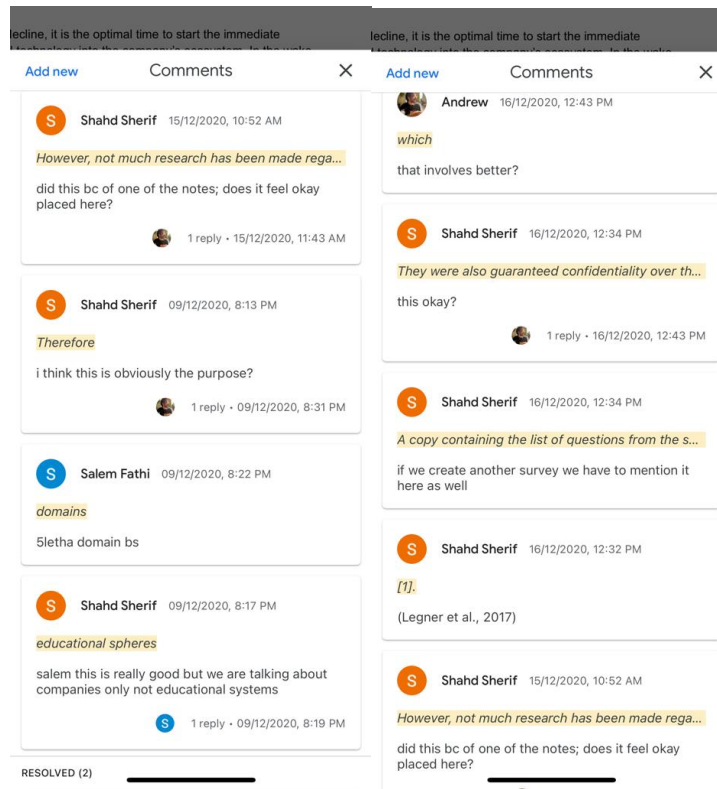 lecline, it is the optimal time to start the immediate
Add new
Comments
Shahd Sherif 15/12/2020, 10:52 AM
However, not much research has been made rega...
did this bc of one of the notes; does it feel okay
placed here?
1 reply • 15/12/2020, 11:43 AM
S
Shahd Sherif 09/12/2020, 8:13 PM
Therefore
i think this is obviously the purpose?
1 reply • 09/12/2020, 8:31 PM
S
Salem Fathi 09/12/2020, 8:22 PM
domains
5letha domain bs
S
Shahd Sherif 09/12/2020, 8:17 PM
educational spheres
salem this is really good but we are talking about
companies only not educational systems
S
1 reply • 09/12/2020, 8:19 PM
RESOLVED (2)
lecline, it is the optimal time to start the immediate
Add new
Comments
Andrew 16/12/2020, 12:43 PM
which
that involves better?
S
Shahd Sherif 16/12/2020, 12:34 PM
They were also guaranteed confidentiality over th...
this okay?
1 reply • 16/12/2020, 12:43 PM
S
Shahd Sherif 16/12/2020, 12:34 PM
A copy containing the list of questions from the s...
if we create another survey we have to mention it
here as well
S
Shahd Sherif 16/12/2020, 12:32 PM
[1].
(Legner et al., 2017)
S
Shahd Sherif 15/12/2020, 10:52 AM
However, not much research has been made rega...
did this bc of one of the notes; does it feel okay
placed here?